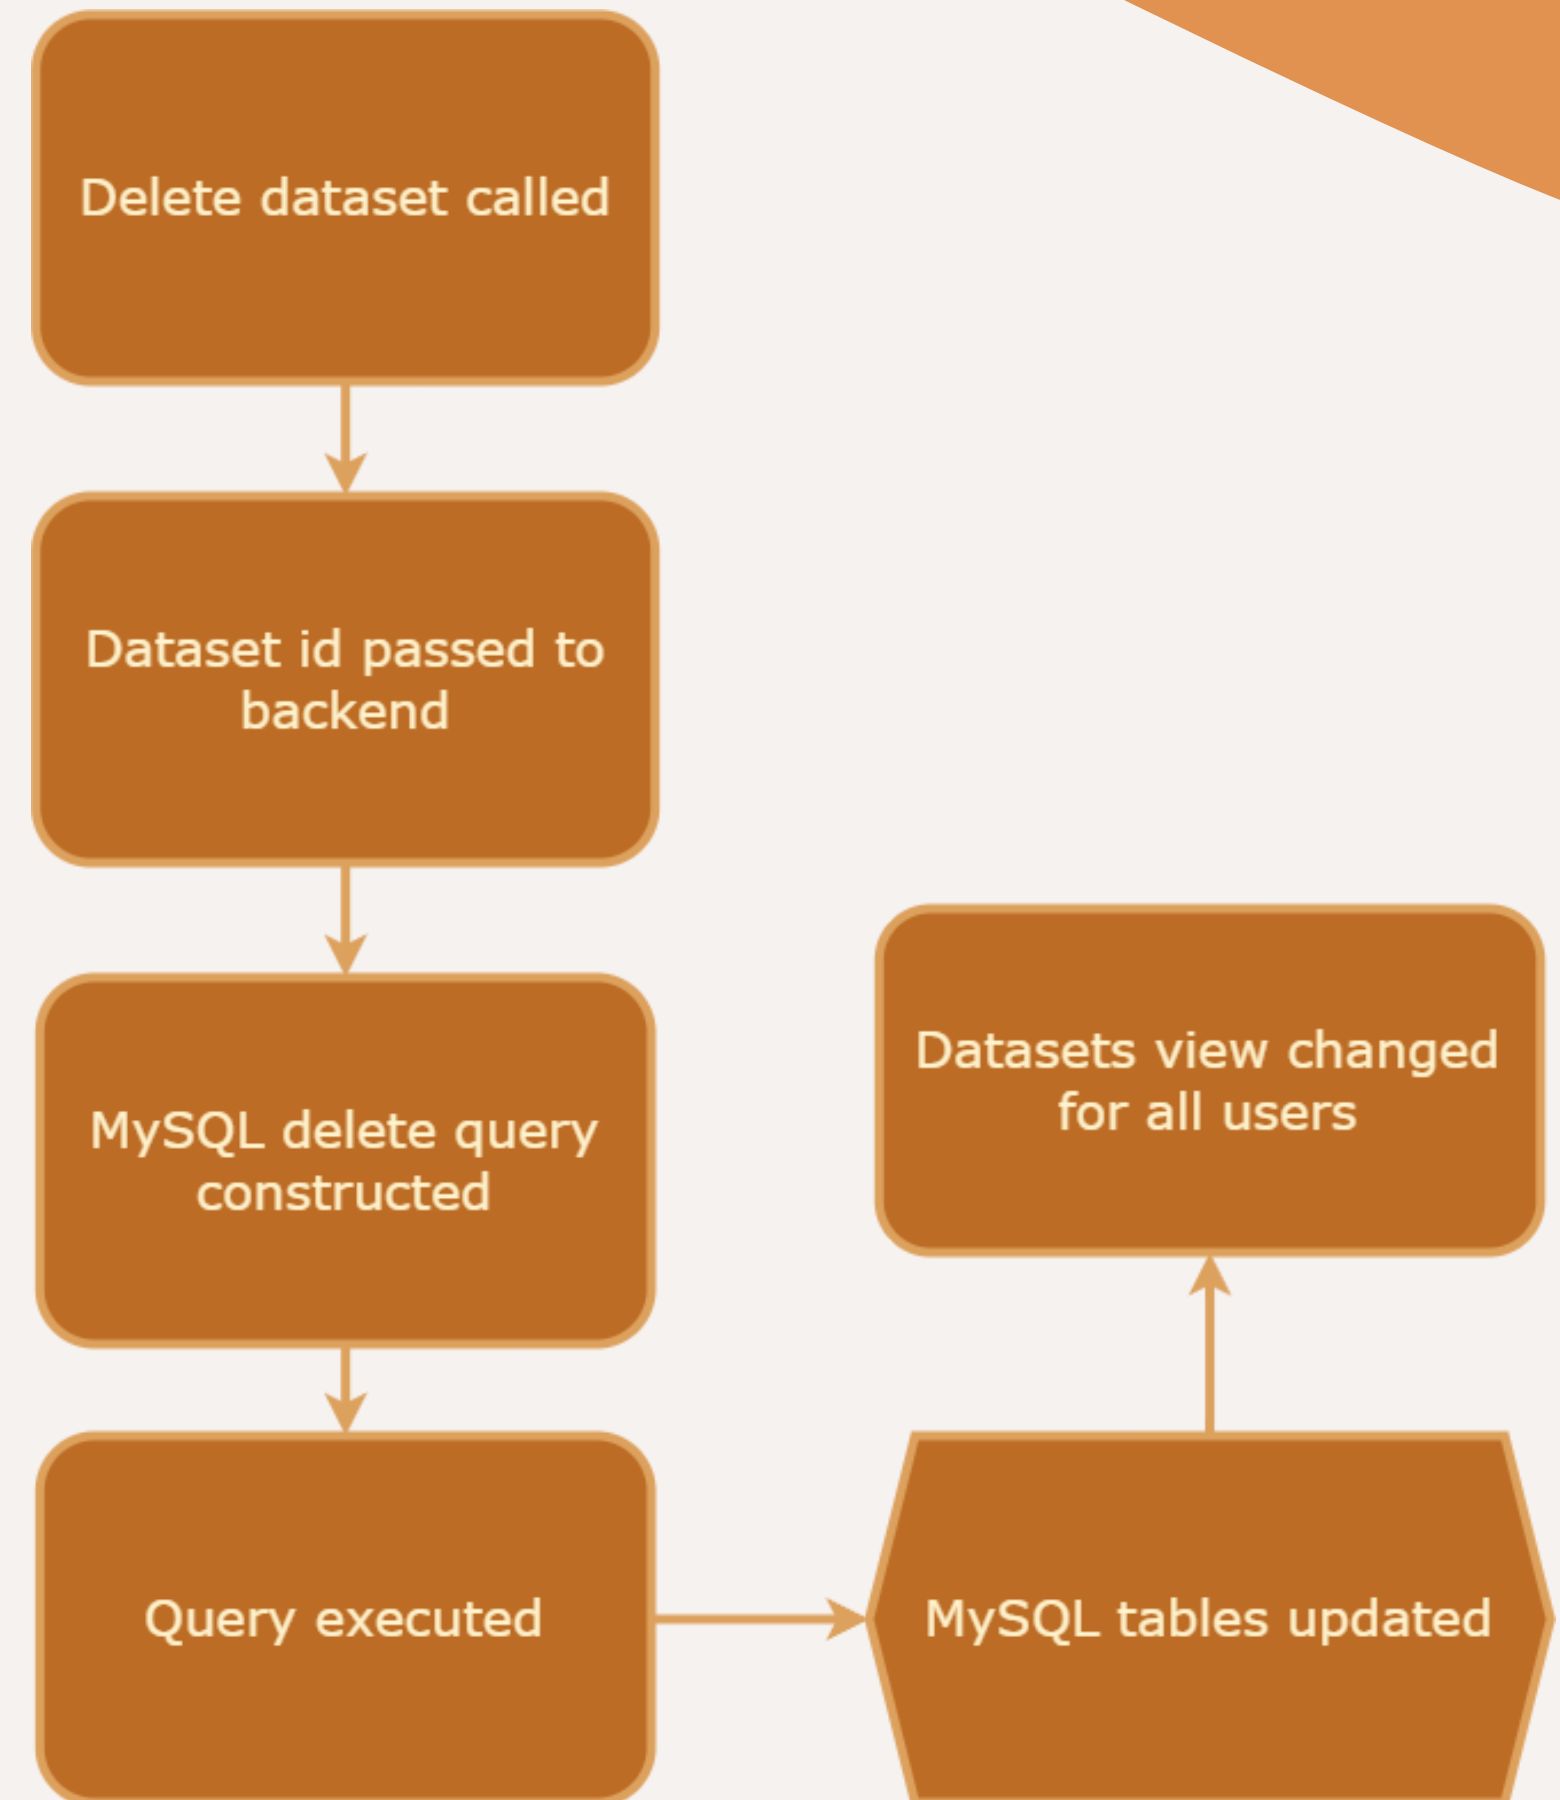 Delete dataset called
Dataset id passed to
backend
MySQL delete query
constructed
Query executed
MySQL tables updated
Datasets view changed
for all users